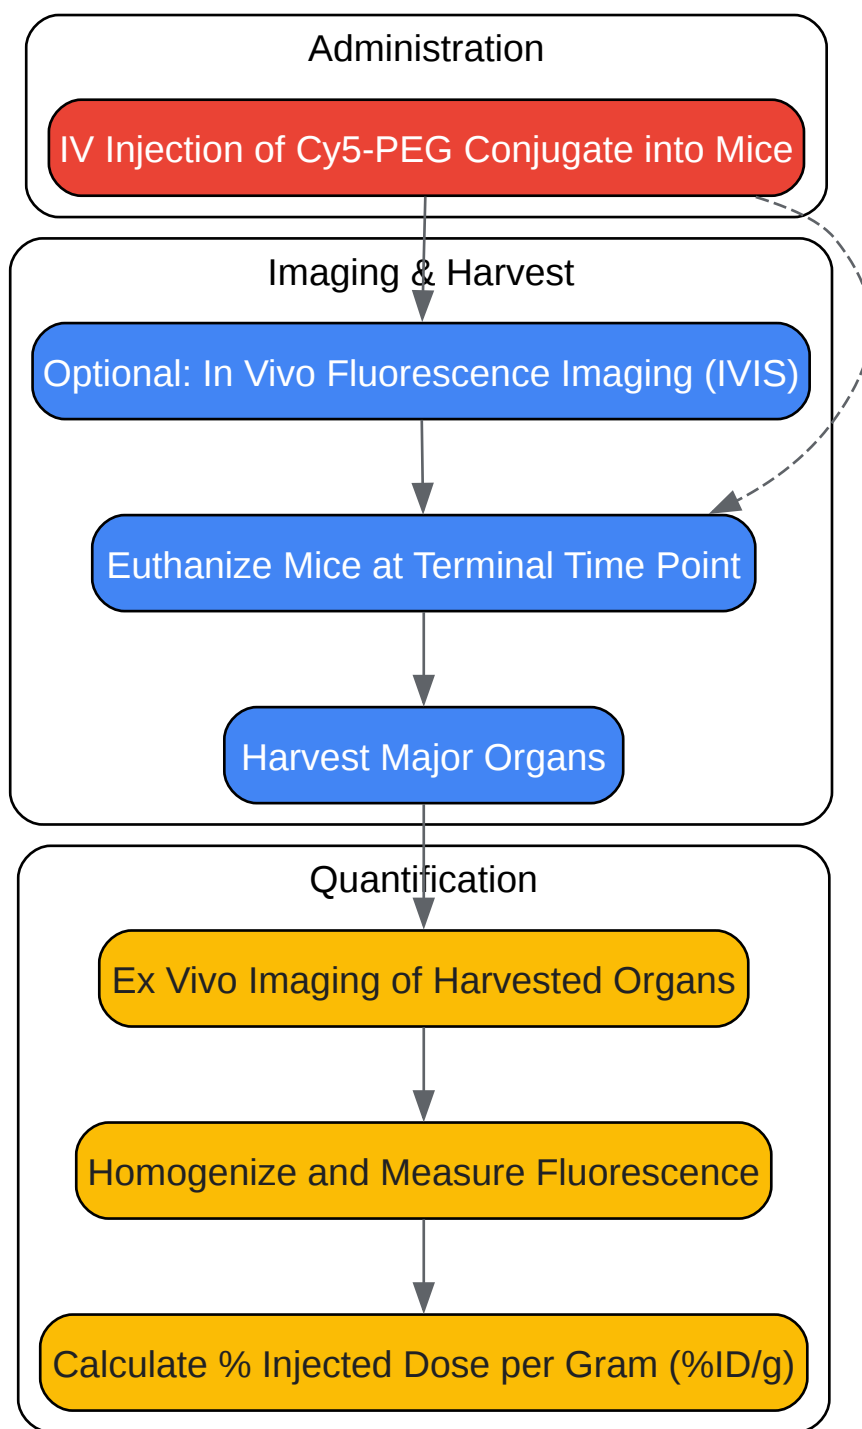 Administration
IV Injection of Cy5-PEG Conjugate into Mice
Imaging & Harvest
Optional: In Vivo Fluorescence Imaging (IVIS)
Euthanize Mice at Terminal Time Point
Harvest Major Organs
Quantification
Ex Vivo Imaging of Harvested Organs
Homogenize and Measure Fluorescence
Calculate % Injected Dose per Gram (%ID/g)